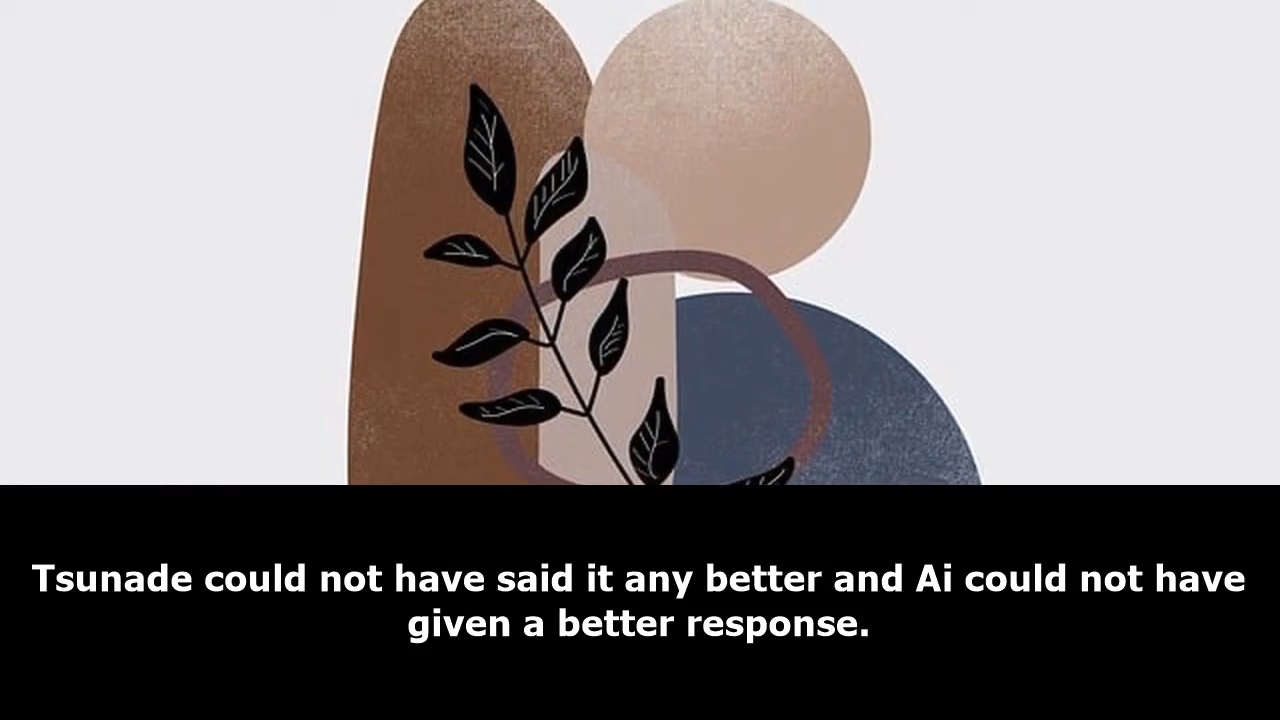 Tsunade could not have said it any better and Ai could not have
given a better response.